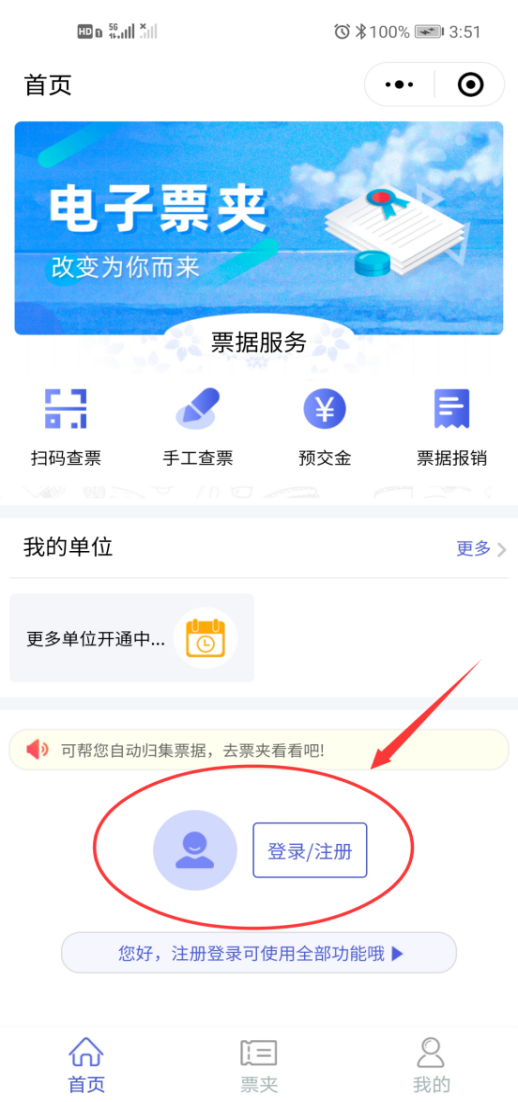 HD 5G 100% 3:51
首页
电子票夹
改变为你而来
票据服务
扫码查票 手工查票 预交金 票据报销
我的单位 更多
更多单位开通中...
可帮您自动归集票据，去票夹看看吧!
登录/注册
您好，注册登录可使用全部功能哦
首页 票夹 我的